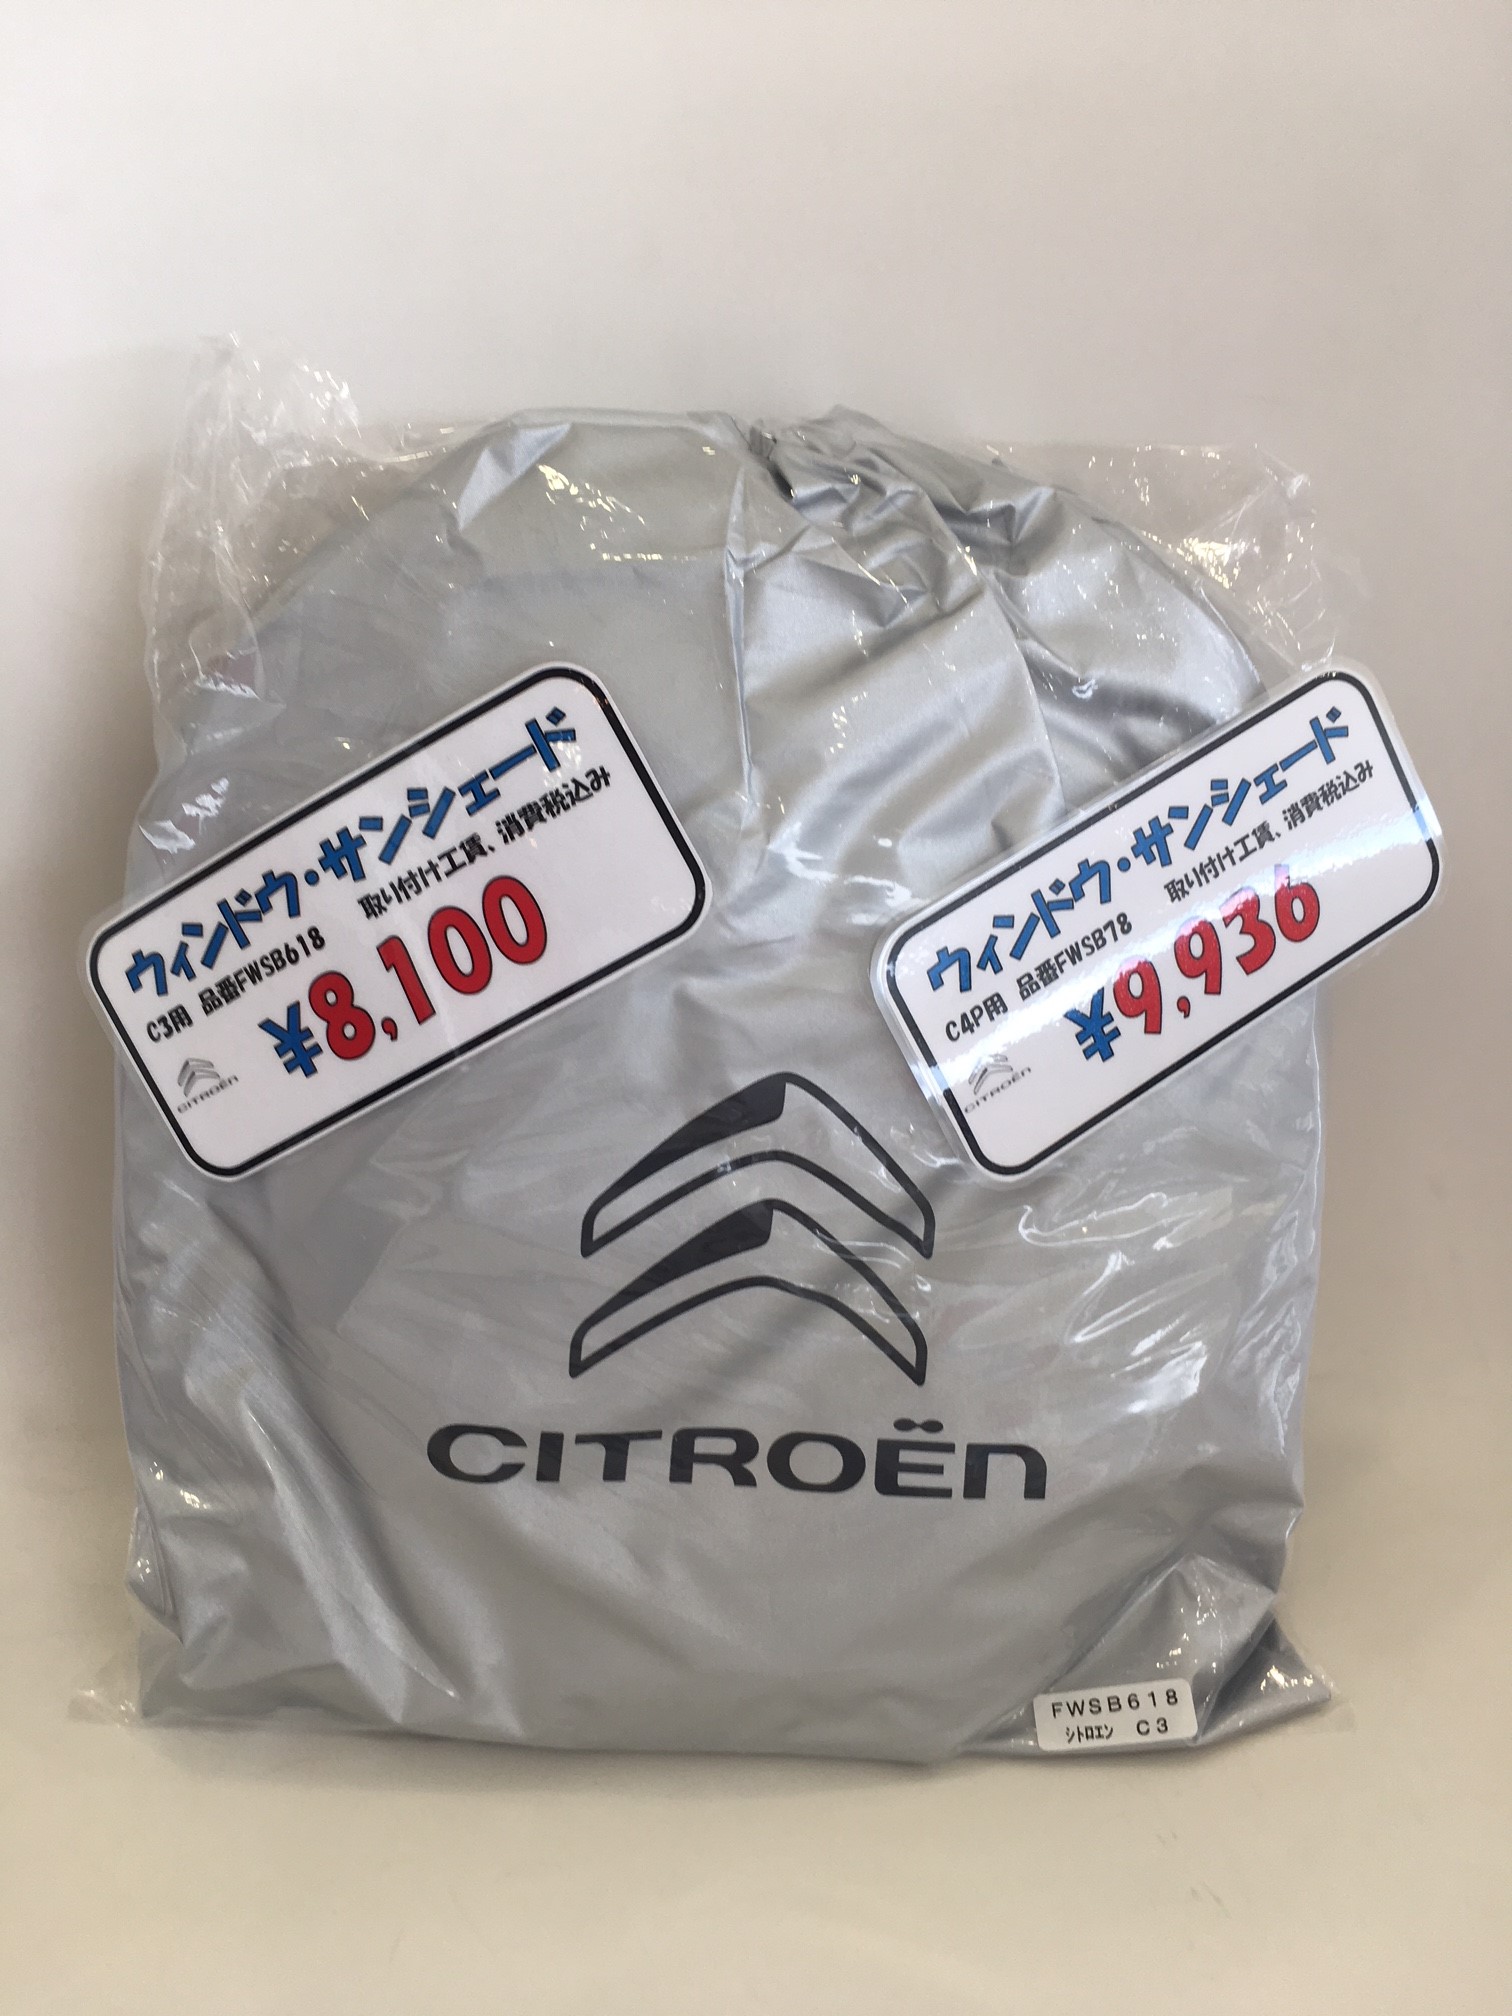 ウィンドウ・サンシェード
取り付け工賃、消費税込み
C3用 品番FWSB618
¥8,100
CITROËN
ウィンドウ・サンシェード
取り付け工賃、消費税込み
C4P用 品番FWSB78
¥9,936
CITROËN
CITROËN
FWSB618
シトロエン C3